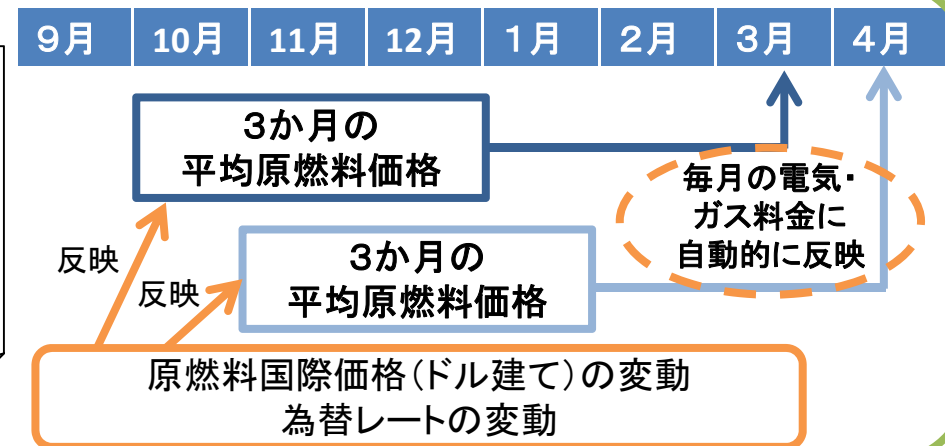 9月 10月 11月 12月 1月 2月 3月 4月
3か月の
平均原燃料価格
毎月の電気・
ガス料金に
自動的に反映
反映
3か月の
平均原燃料価格
反映
原燃料国際価格(ドル建て)の変動
為替レートの変動